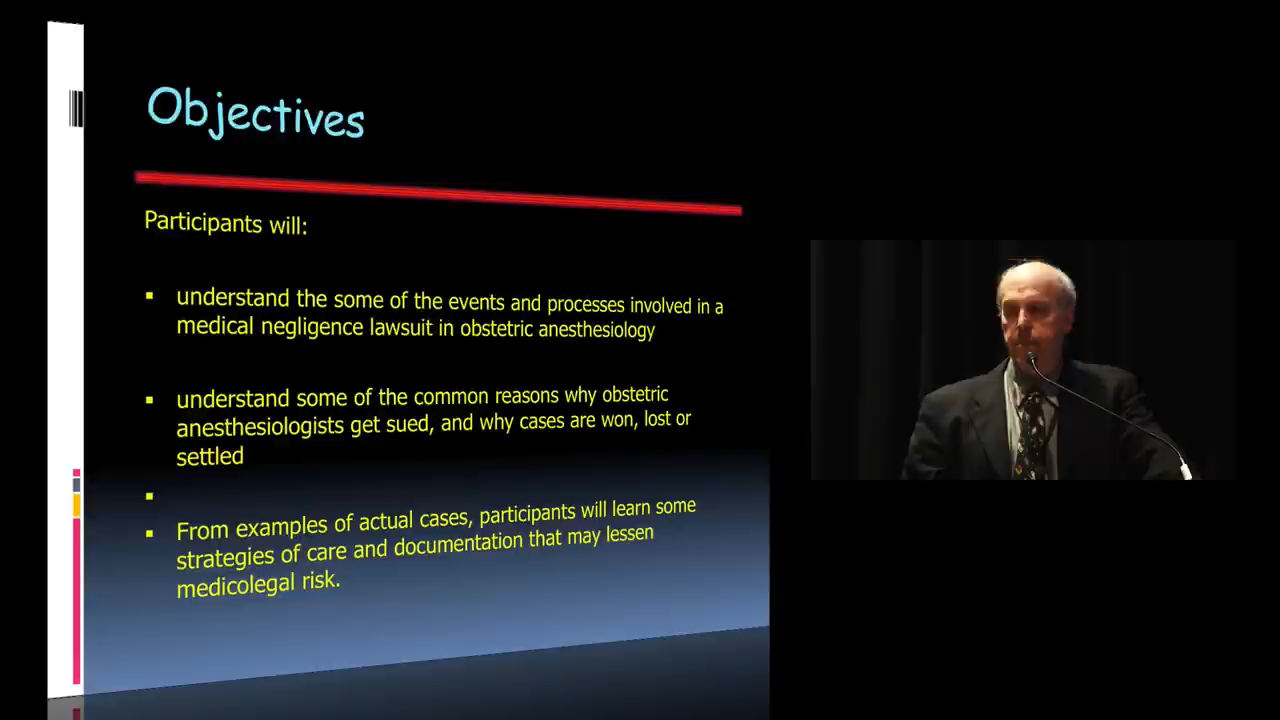 Objectives
Participants will:
▪ understand the some of the events and processes involved in a
medical negligence lawsuit in obstetric anesthesiology
▪ understand some of the common reasons why obstetric
anesthesiologists get sued, and why cases are won, lost or
settled
▪
▪ From examples of actual cases, participants will learn some
strategies of care and documentation that may lessen
medicolegal risk.